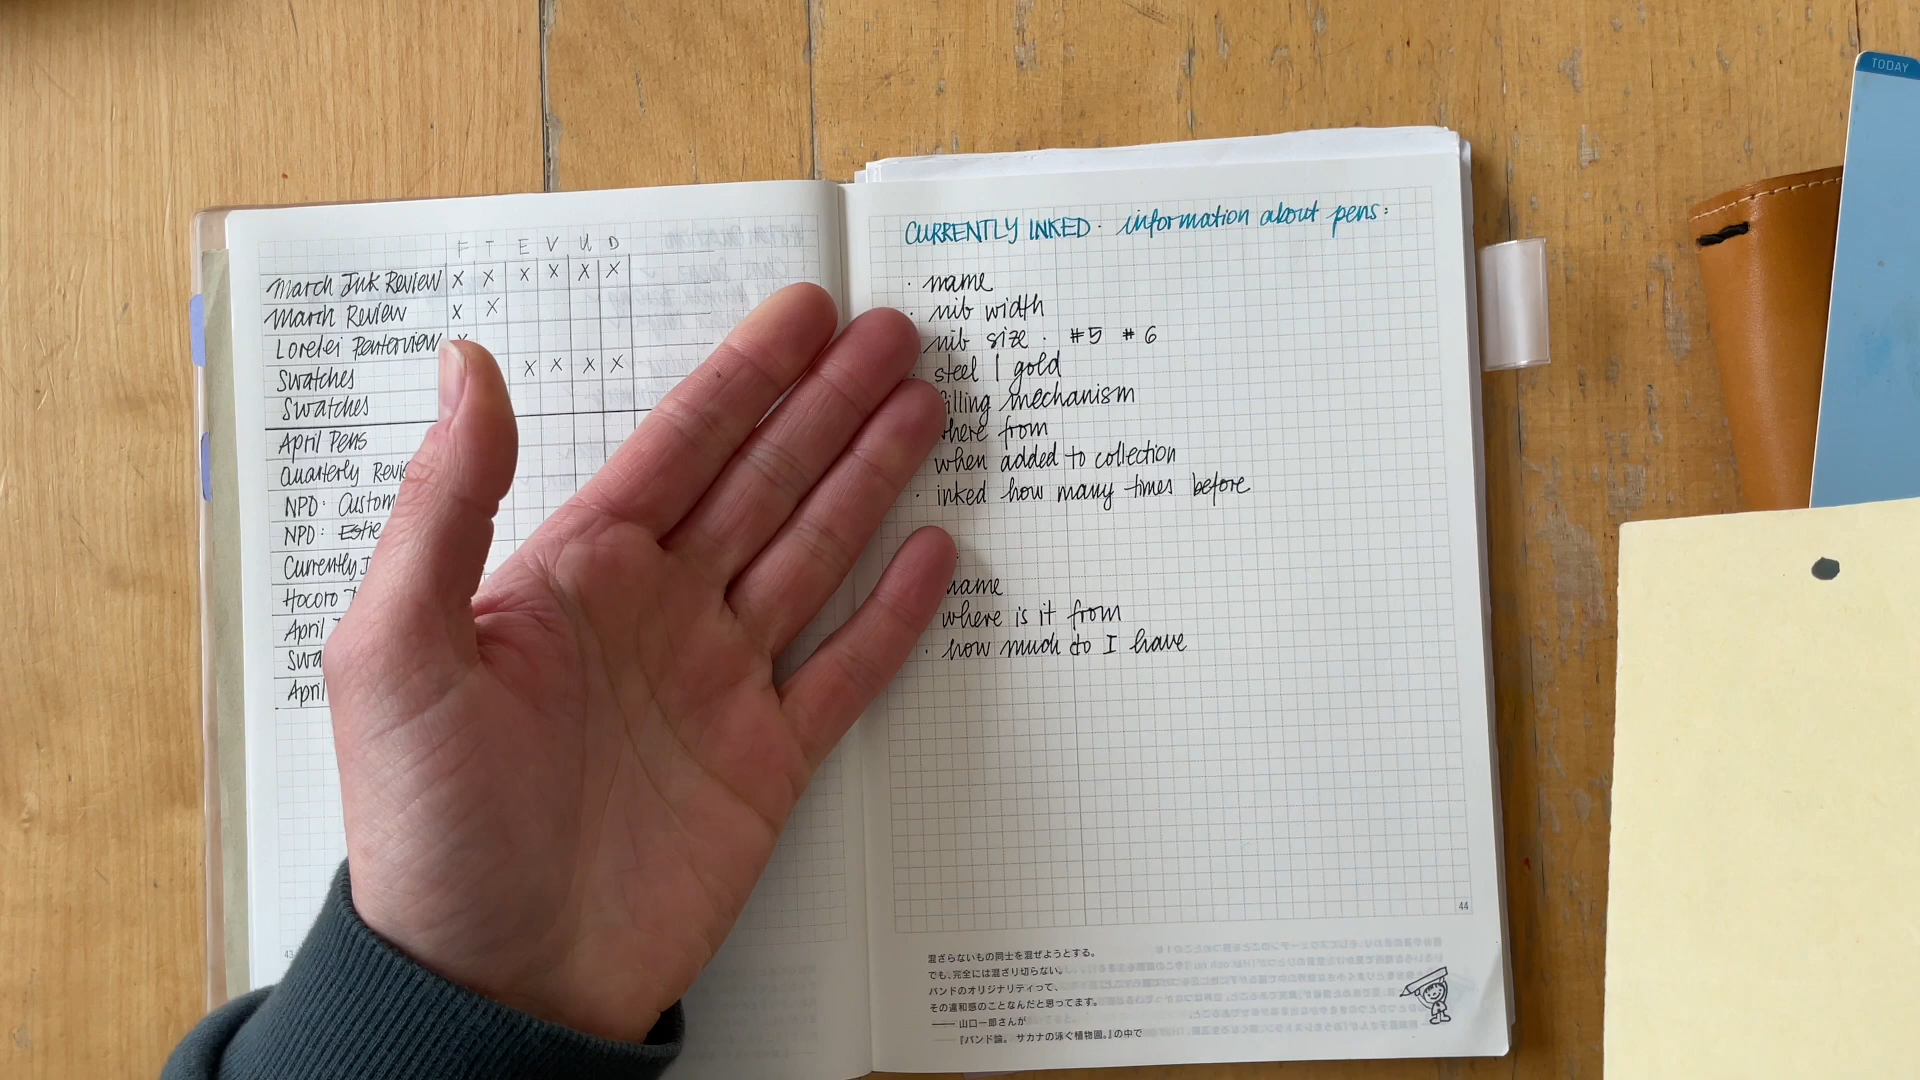 F T E V U D
March Ink Review x x x x x x
March Review x x
Lorelei Penterview x
Swatches x x x x
Swatches
April Pens
Quarterly
NPD: Custom
NPD:
Currently
Hocoro
April
April
43
CURRENTLY INKED · information about pens:
· name
· nib width
nib size · #5 #6
steel | gold
filling mechanism
where from
when added to collection
· inked how many times before
name
where is it from
· how much do I have
44
混ざらないもの同士を混ぜようとする。
でも、完全には混ざり切らない。
バンドのオリジナリティって、
その違和感のことなんだと思ってます。
—— 山口一郎さんが
—— 『バンド論。 サカナの泳ぐ植物園。』の中で
TODAY